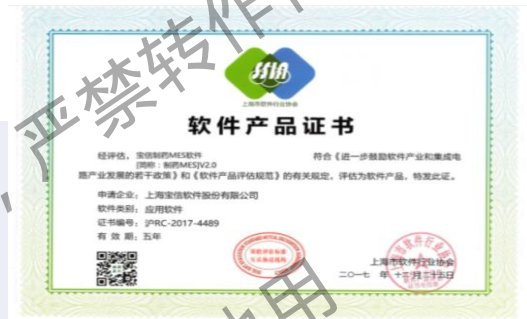 上海市软件行业协会
软件产品证书
经评估，宝信制药MES软件
[简称：制药MES]V2.0
符合《进一步鼓励软件产业和集成电
路产业发展的若干政策》和《软件产品评估规范》的有关规定，评估为软件产品，特发此证。
申请企业：上海宝信软件股份有限公司
软件类别：应用软件
证书编号：沪RC-2017-4489
有 效 期：五年
上海市软件行业协会
二〇一七 年 十二月二十五日
严禁转作
用